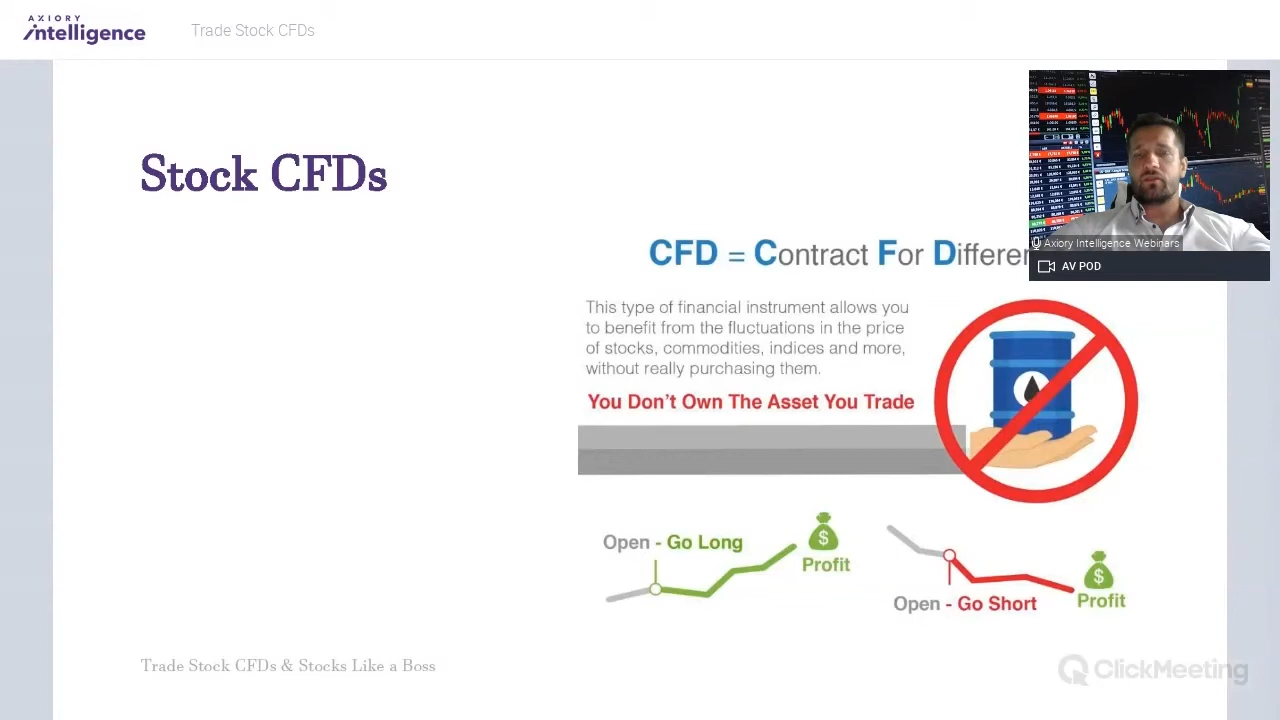 AXIORY
intelligence
Trade Stock CFDs
Axiory Intelligence Webinars
AV POD
Stock CFDs
CFD = Contract For Differen
This type of financial instrument allows you
to benefit from the fluctuations in the price
of stocks, commodities, indices and more,
without really purchasing them.
You Don't Own The Asset You Trade
Open - Go Long
$
Profit
Open - Go Short
$
Profit
Trade Stock CFDs & Stocks Like a Boss
ClickMeeting